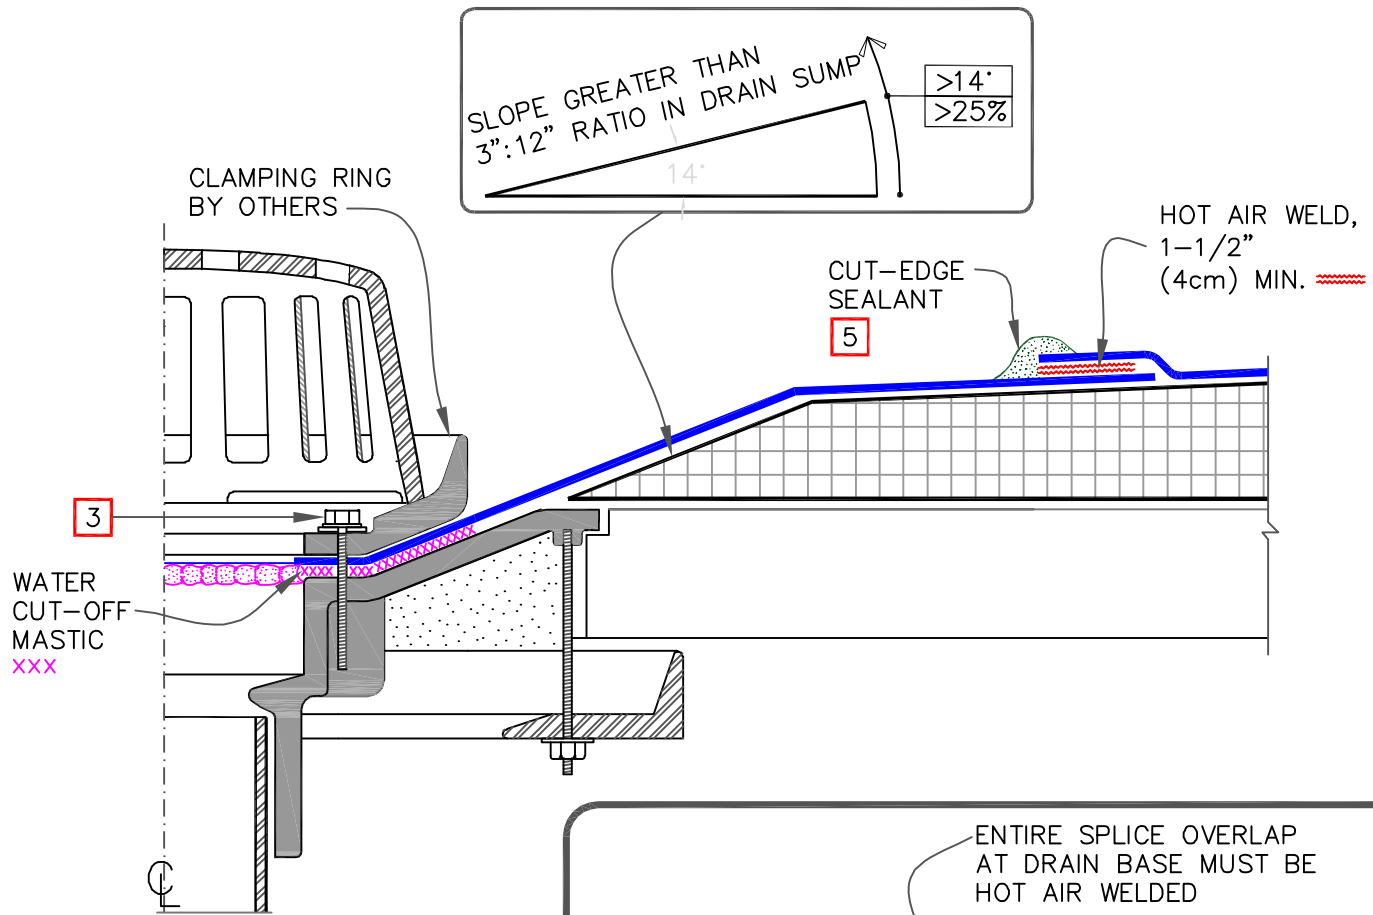 SLOPE GREATER THAN
3":12" RATIO IN DRAIN SUMP
>14°
>25%
14°
CLAMPING RING
BY OTHERS
HOT AIR WELD,
1-1/2"
(4cm) MIN.
CUT-EDGE
SEALANT
5
3
WATER
CUT-OFF
MASTIC
XXX
ENTIRE SPLICE OVERLAP
AT DRAIN BASE MUST BE
HOT AIR WELDED
℄